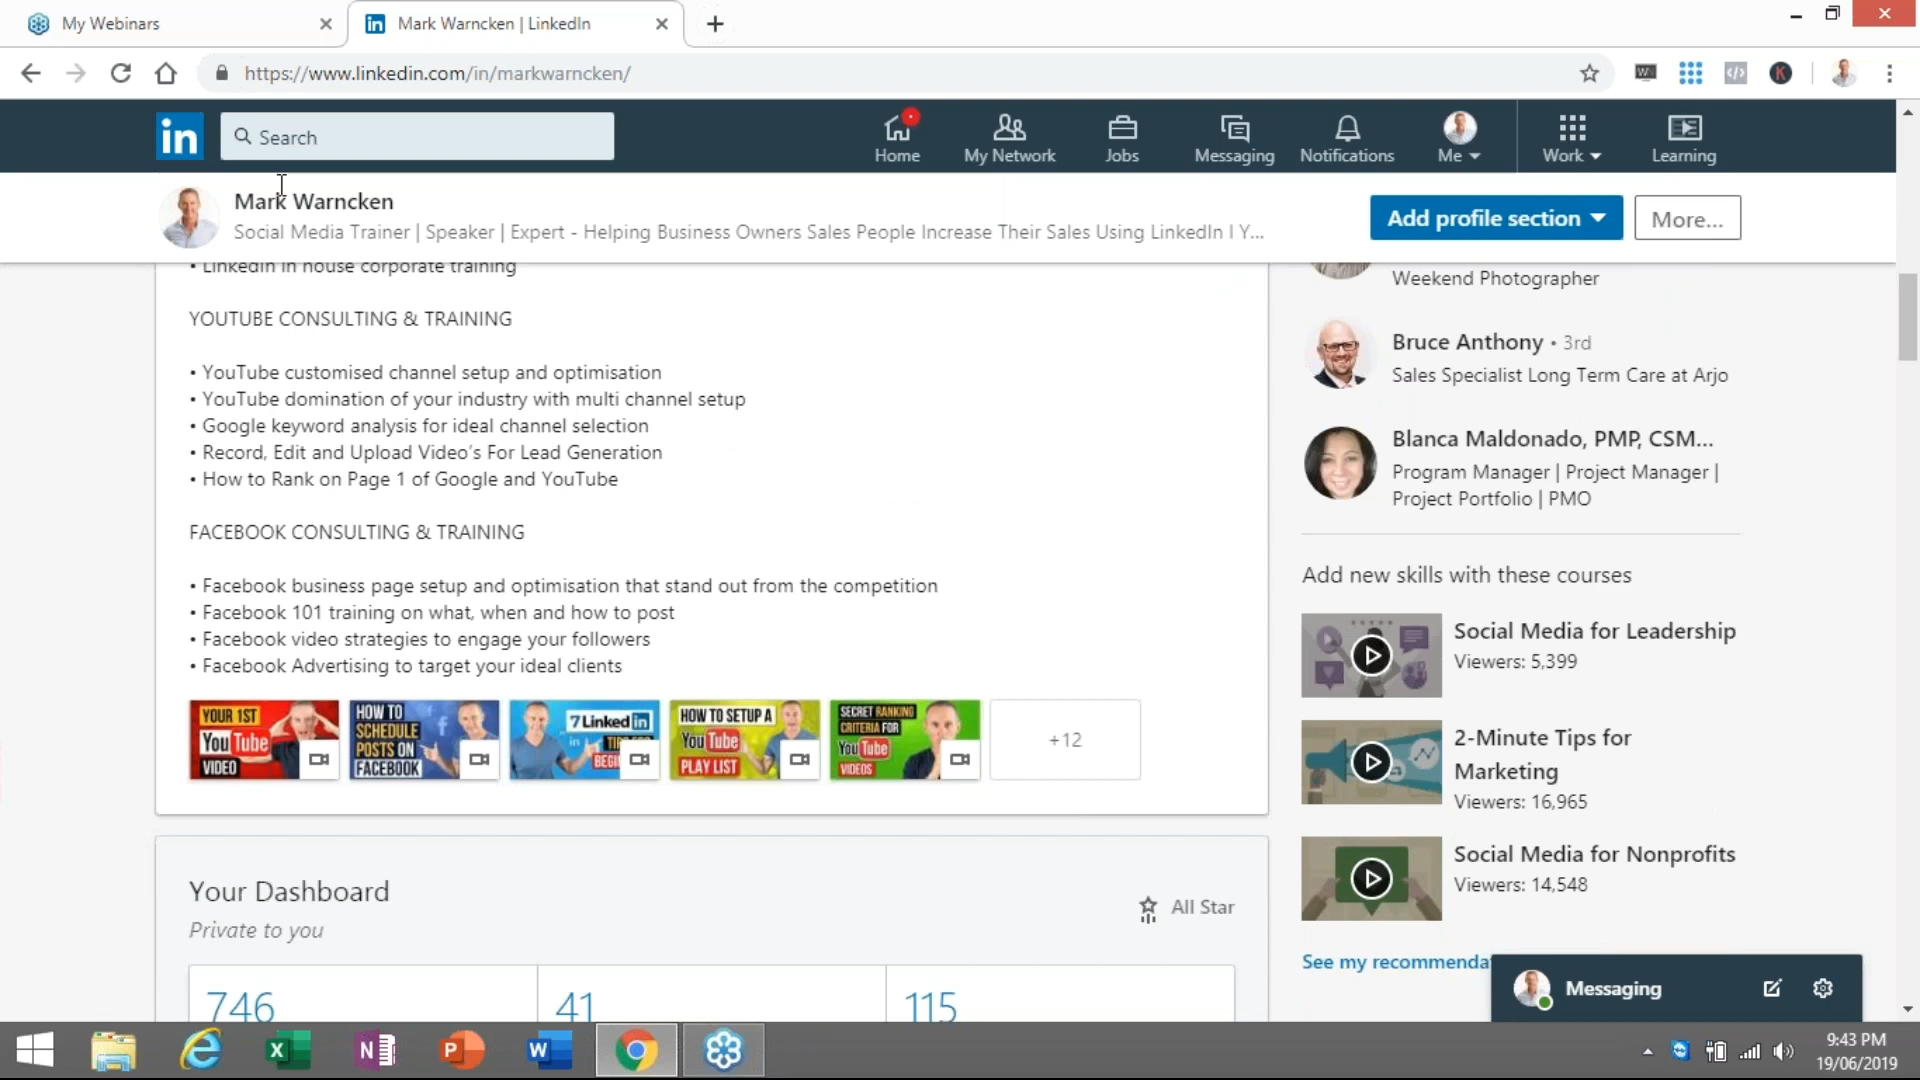 My Webinars
Mark Warncken | LinkedIn
https://www.linkedin.com/in/markwarncken/
in
Search
Home
My Network
Jobs
Messaging
Notifications
Me
Work
Learning
Mark Warncken
Social Media Trainer | Speaker | Expert - Helping Business Owners Sales People Increase Their Sales Using LinkedIn I Y...
Add profile section
More...
• LinkedIn in house corporate training
YOUTUBE CONSULTING & TRAINING
• YouTube customised channel setup and optimisation
• YouTube domination of your industry with multi channel setup
• Google keyword analysis for ideal channel selection
• Record, Edit and Upload Video's For Lead Generation
• How to Rank on Page 1 of Google and YouTube
FACEBOOK CONSULTING & TRAINING
• Facebook business page setup and optimisation that stand out from the competition
• Facebook 101 training on what, when and how to post
• Facebook video strategies to engage your followers
• Facebook Advertising to target your ideal clients
YOUR 1ST
YouTube
VIDEO
HOW TO
SCHEDULE
POSTS ON
FACEBOOK
7 Linked in
HOW TO SETUP A
YouTube
PLAY LIST
SECRET RANKING
CRITERIA FOR
YouTube
VIDEOS
+12
Your Dashboard
Private to you
All Star
746
41
115
Weekend Photographer
Bruce Anthony • 3rd
Sales Specialist Long Term Care at Arjo
Blanca Maldonado, PMP, CSM...
Program Manager | Project Manager |
Project Portfolio | PMO
Add new skills with these courses
Social Media for Leadership
Viewers: 5,399
2-Minute Tips for
Marketing
Viewers: 16,965
Social Media for Nonprofits
Viewers: 14,548
See my recommenda
Messaging
9:43 PM
19/06/2019